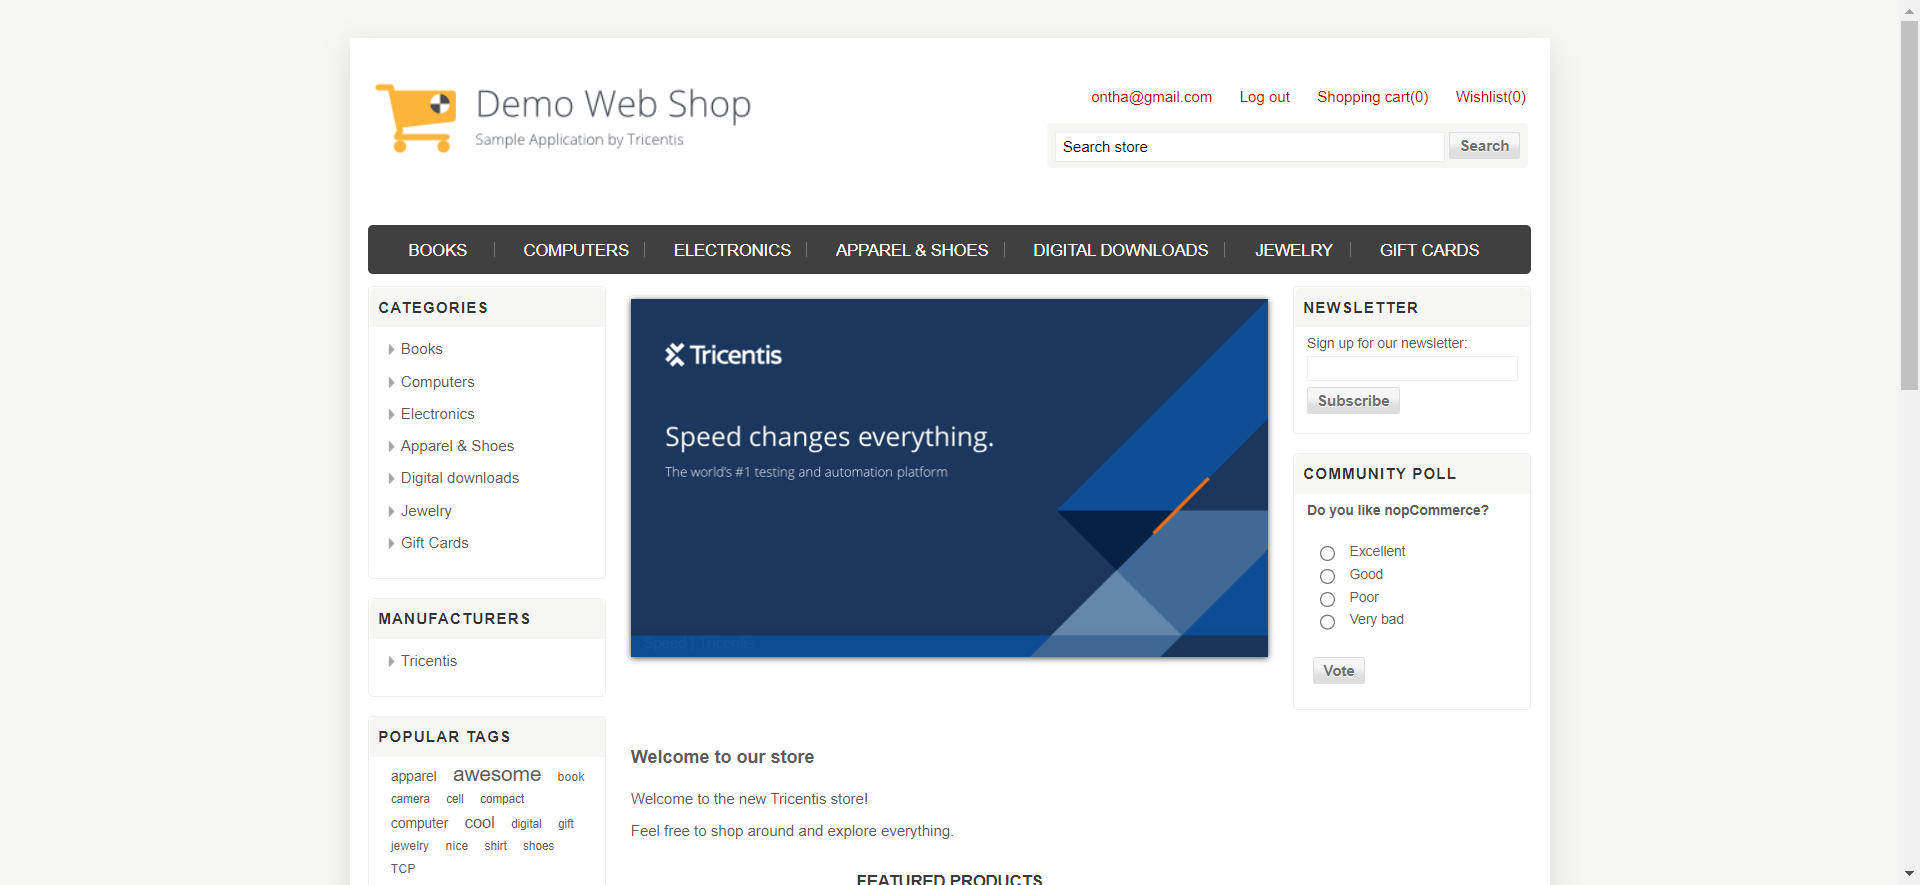 Demo Web Shop
Sample Application by Tricentis
ontha@gmail.com Log out Shopping cart(0) Wishlist(0)
Search store Search
BOOKS COMPUTERS ELECTRONICS APPAREL & SHOES DIGITAL DOWNLOADS JEWELRY GIFT CARDS
CATEGORIES
Books
Computers
Electronics
Apparel & Shoes
Digital downloads
Jewelry
Gift Cards
MANUFACTURERS
Tricentis
POPULAR TAGS
apparel awesome book
camera cell compact
computer cool digital gift
jewelry nice shirt shoes
TCP
Tricentis
Speed changes everything.
The world's #1 testing and automation platform
Speed | Tricentis
Welcome to our store
Welcome to the new Tricentis store!
Feel free to shop around and explore everything.
FEATURED PRODUCTS
NEWSLETTER
Sign up for our newsletter:
Subscribe
COMMUNITY POLL
Do you like nopCommerce?
Excellent
Good
Poor
Very bad
Vote